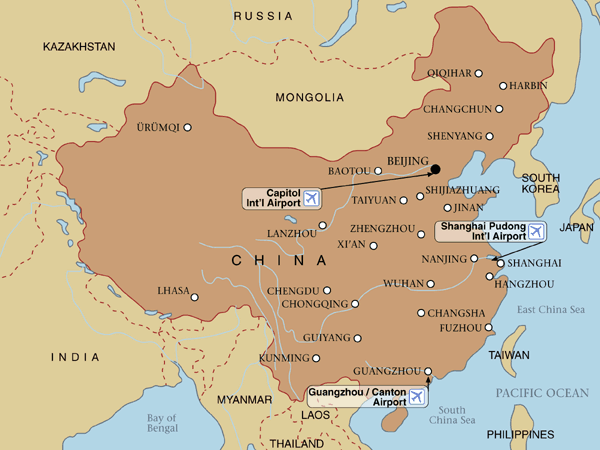 RUSSIA
KAZAKHSTAN
QIQIHAR
HARBIN
MONGOLIA
CHANGCHUN
ÜRÜMQI
SHENYANG
BEIJING
BAOTOU
SOUTH
KOREA
Capitol
Int'l Airport
SHIJIAZHUANG
TAIYUAN
JINAN
JAPAN
LANZHOU
ZHENGZHOU
Shanghai Pudong
Int'l Airport
XI'AN
CHINA
NANJING
SHANGHAI
LHASA
CHENGDU
WUHAN
HANGZHOU
CHONGQING
East China Sea
CHANGSHA
FUZHOU
GUIYANG
INDIA
KUNMING
TAIWAN
GUANGZHOU
Guangzhou / Canton
Airport
PACIFIC OCEAN
MYANMAR
LAOS
Bay of
Bengal
South
China Sea
PHILIPPINES
THAILAND